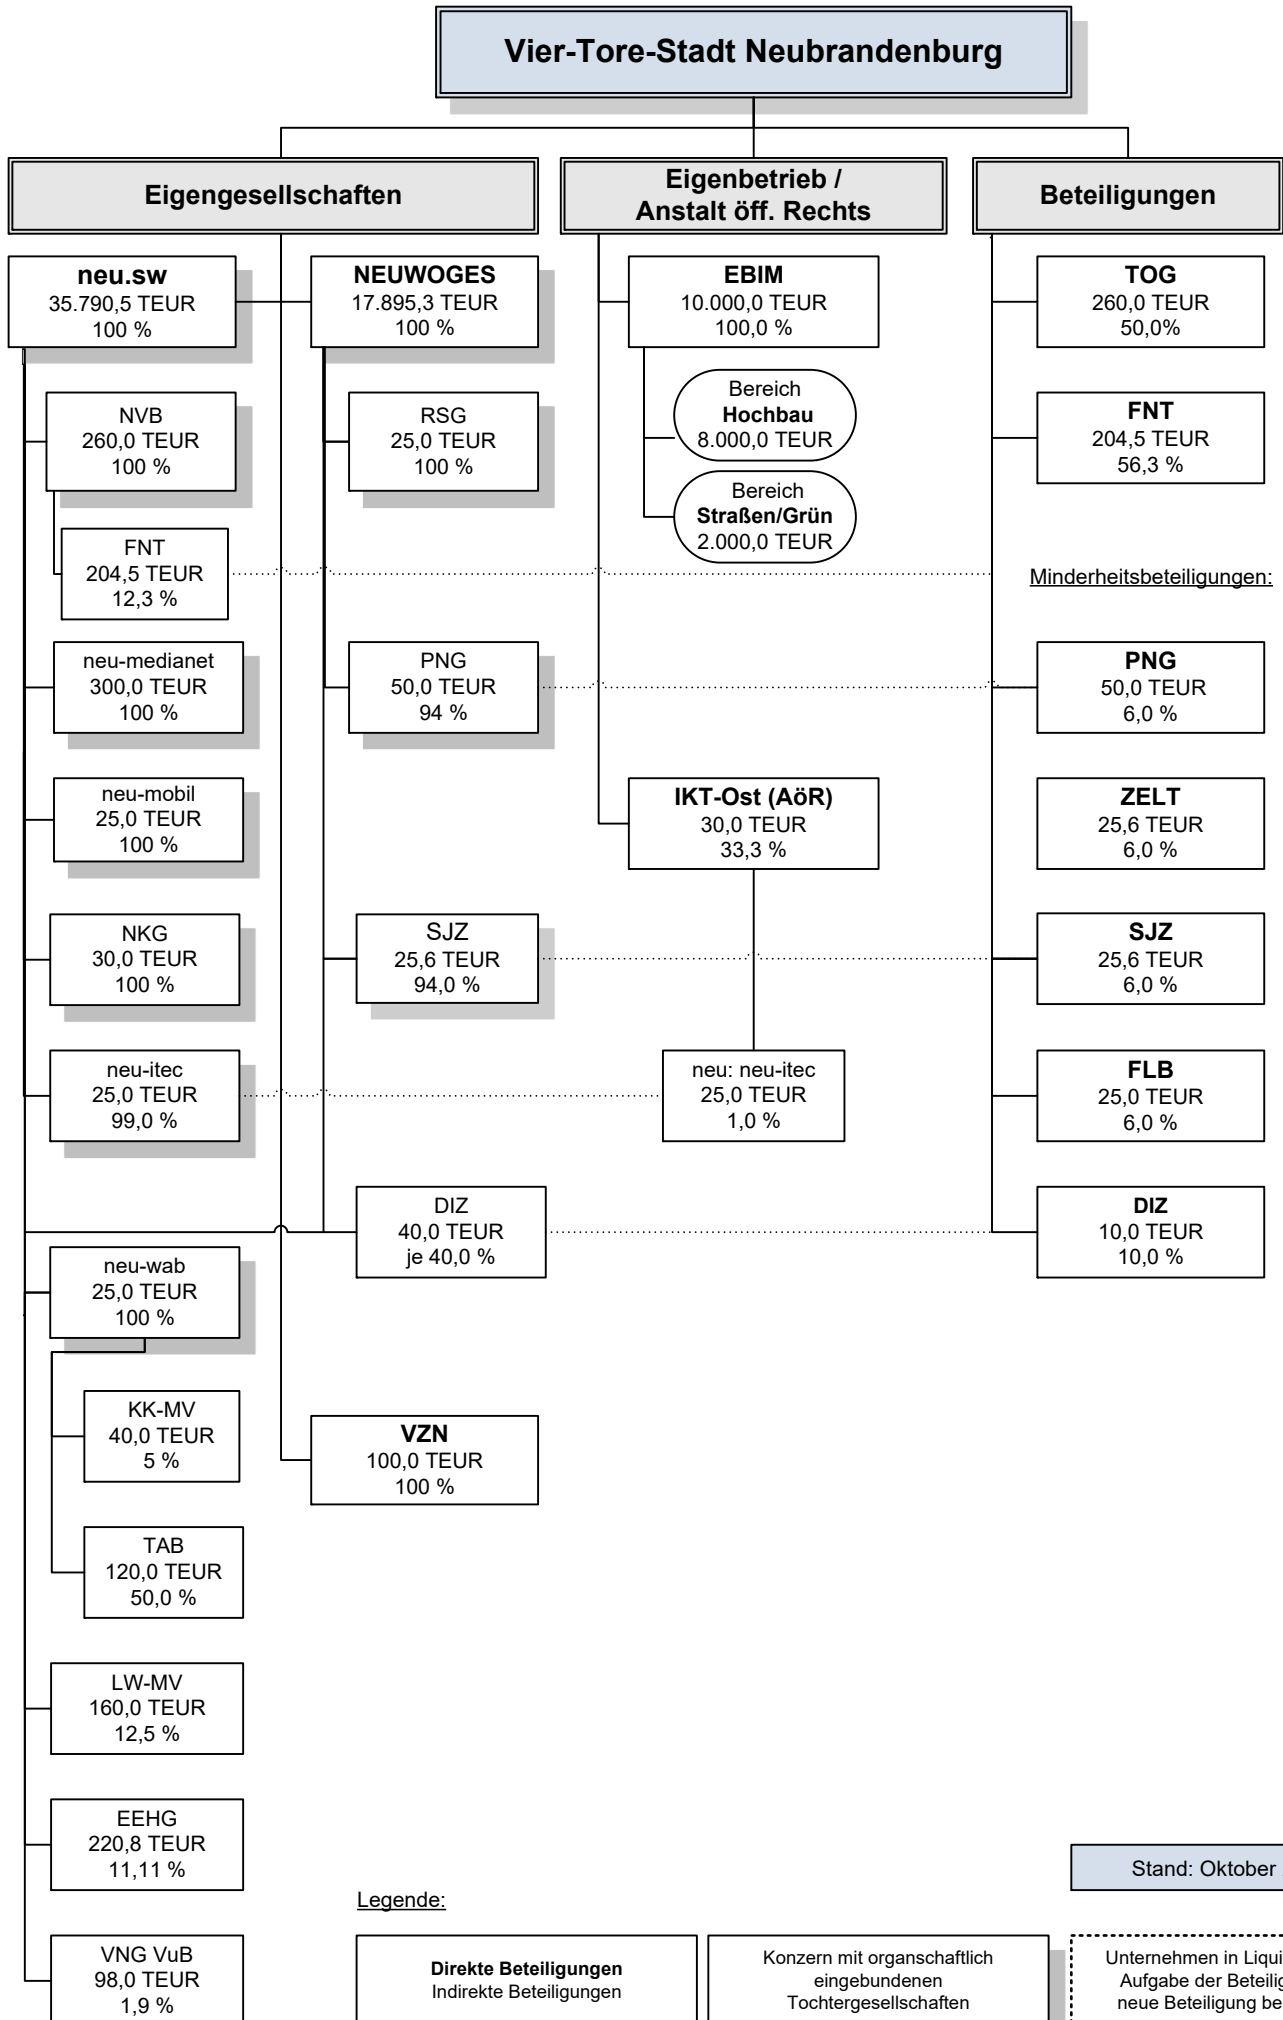 Vier-Tore-Stadt Neubrandenburg
Eigengesellschaften
Eigenbetrieb /
Anstalt öff. Rechts
Beteiligungen
neu.sw
35.790,5 TEUR
100 %
NEUWOGES
17.895,3 TEUR
100 %
EBIM
10.000,0 TEUR
100,0 %
TOG
260,0 TEUR
50,0%
NVB
260,0 TEUR
100 %
RSG
25,0 TEUR
100 %
Bereich
Hochbau
8.000,0 TEUR
FNT
204,5 TEUR
56,3 %
Bereich
Straßen/Grün
2.000,0 TEUR
FNT
204,5 TEUR
12,3 %
Minderheitsbeteiligungen:
neu-medianet
300,0 TEUR
100 %
PNG
50,0 TEUR
94 %
PNG
50,0 TEUR
6,0 %
neu-mobil
25,0 TEUR
100 %
IKT-Ost (AöR)
30,0 TEUR
33,3 %
ZELT
25,6 TEUR
6,0 %
NKG
30,0 TEUR
100 %
SJZ
25,6 TEUR
94,0 %
SJZ
25,6 TEUR
6,0 %
neu-itec
25,0 TEUR
99,0 %
neu: neu-itec
25,0 TEUR
1,0 %
FLB
25,0 TEUR
6,0 %
DIZ
40,0 TEUR
je 40,0 %
DIZ
10,0 TEUR
10,0 %
neu-wab
25,0 TEUR
100 %
KK-MV
40,0 TEUR
5 %
VZN
100,0 TEUR
100 %
TAB
120,0 TEUR
50,0 %
LW-MV
160,0 TEUR
12,5 %
EEHG
220,8 TEUR
11,11 %
Stand: Oktober
Legende:
VNG VuB
98,0 TEUR
1,9 %
Direkte Beteiligungen
Indirekte Beteiligungen
Konzern mit organschaftlich
eingebundenen
Tochtergesellschaften
Unternehmen in Liqui
Aufgabe der Beteilig
neue Beteiligung be